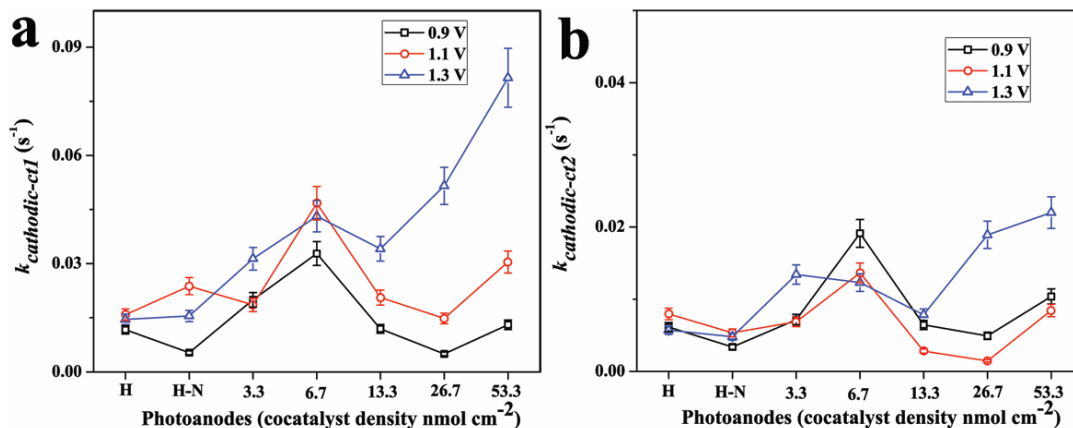 a
k cathodic-ct1 (s⁻¹)
0.09
0.06
0.03
0.00
0.9 V
1.1 V
1.3 V
H H-N 3.3 6.7 13.3 26.7 53.3
Photoanodes (cocatalyst density nmol cm⁻²)
b
k cathodic-ct2 (s⁻¹)
0.04
0.02
0.00
0.9 V
1.1 V
1.3 V
H H-N 3.3 6.7 13.3 26.7 53.3
Photoanodes (cocatalyst density nmol cm⁻²)